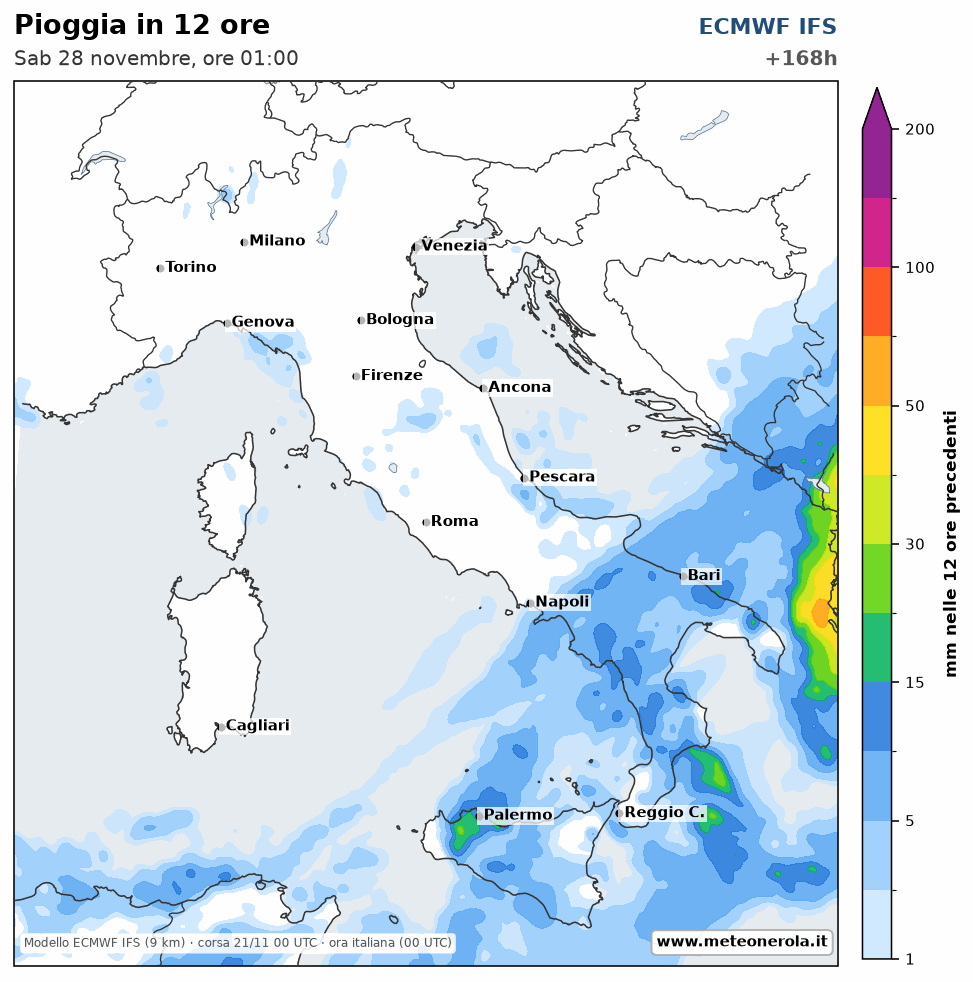 Pioggia in 12 ore
ECMWF IFS
Sab 28 novembre, ore 01:00
+168h
200
Milano
Venezia
Torino
100
Genova
Bologna
Firenze
Ancona
50
Pescara
Roma
30
Bari
Napoli
15
Cagliari
Palermo
Reggio C.
5
1
mm nelle 12 ore precedenti
Modello ECMWF IFS (9 km) · corsa 21/11 00 UTC · ora italiana (00 UTC)
www.meteonerola.it